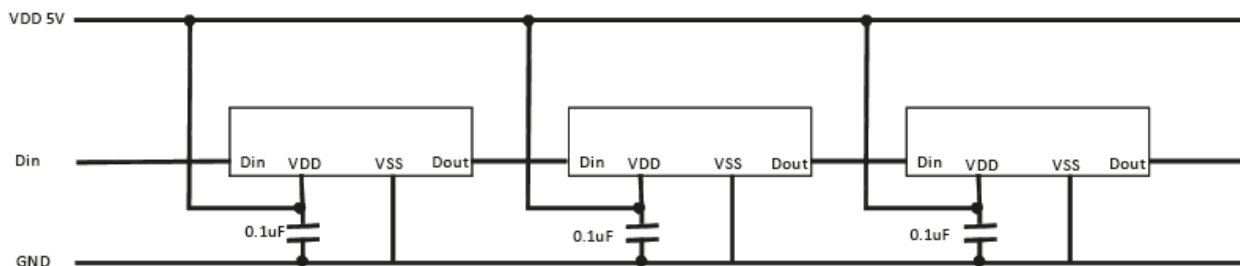 VDD 5V
Din
Din VDD VSS Dout
Din VDD VSS Dout
Din VDD VSS Dout
0.1uF
0.1uF
0.1uF
GND